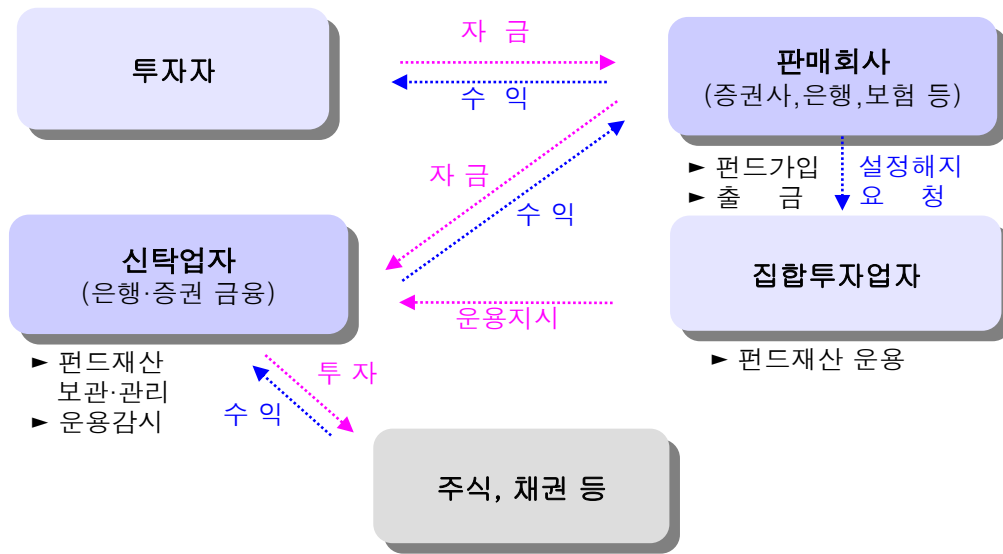 투자자
자 금
수 익
판매회사
(증권사,은행,보험 등)
► 펀드가입
► 출 금
설정해지
요 청
자 금
수 익
신탁업자
(은행·증권 금융)
집합투자업자
운용지시
► 펀드재산
보관·관리
► 운용감시
► 펀드재산 운용
투 자
수 익
주식, 채권 등